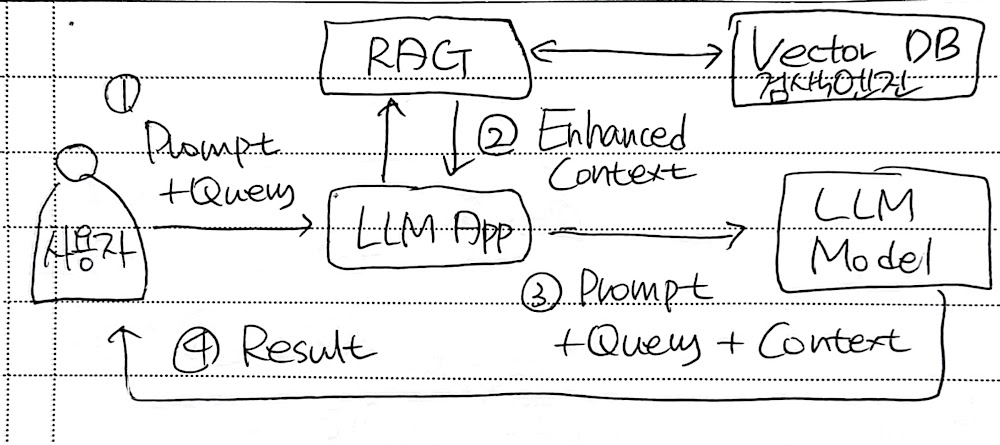 RAG
Vector DB
검색엔진
①
Prompt
+Query
② Enhanced
Context
사용자
LLM App
LLM
Model
③ Prompt
+Query + Context
④ Result